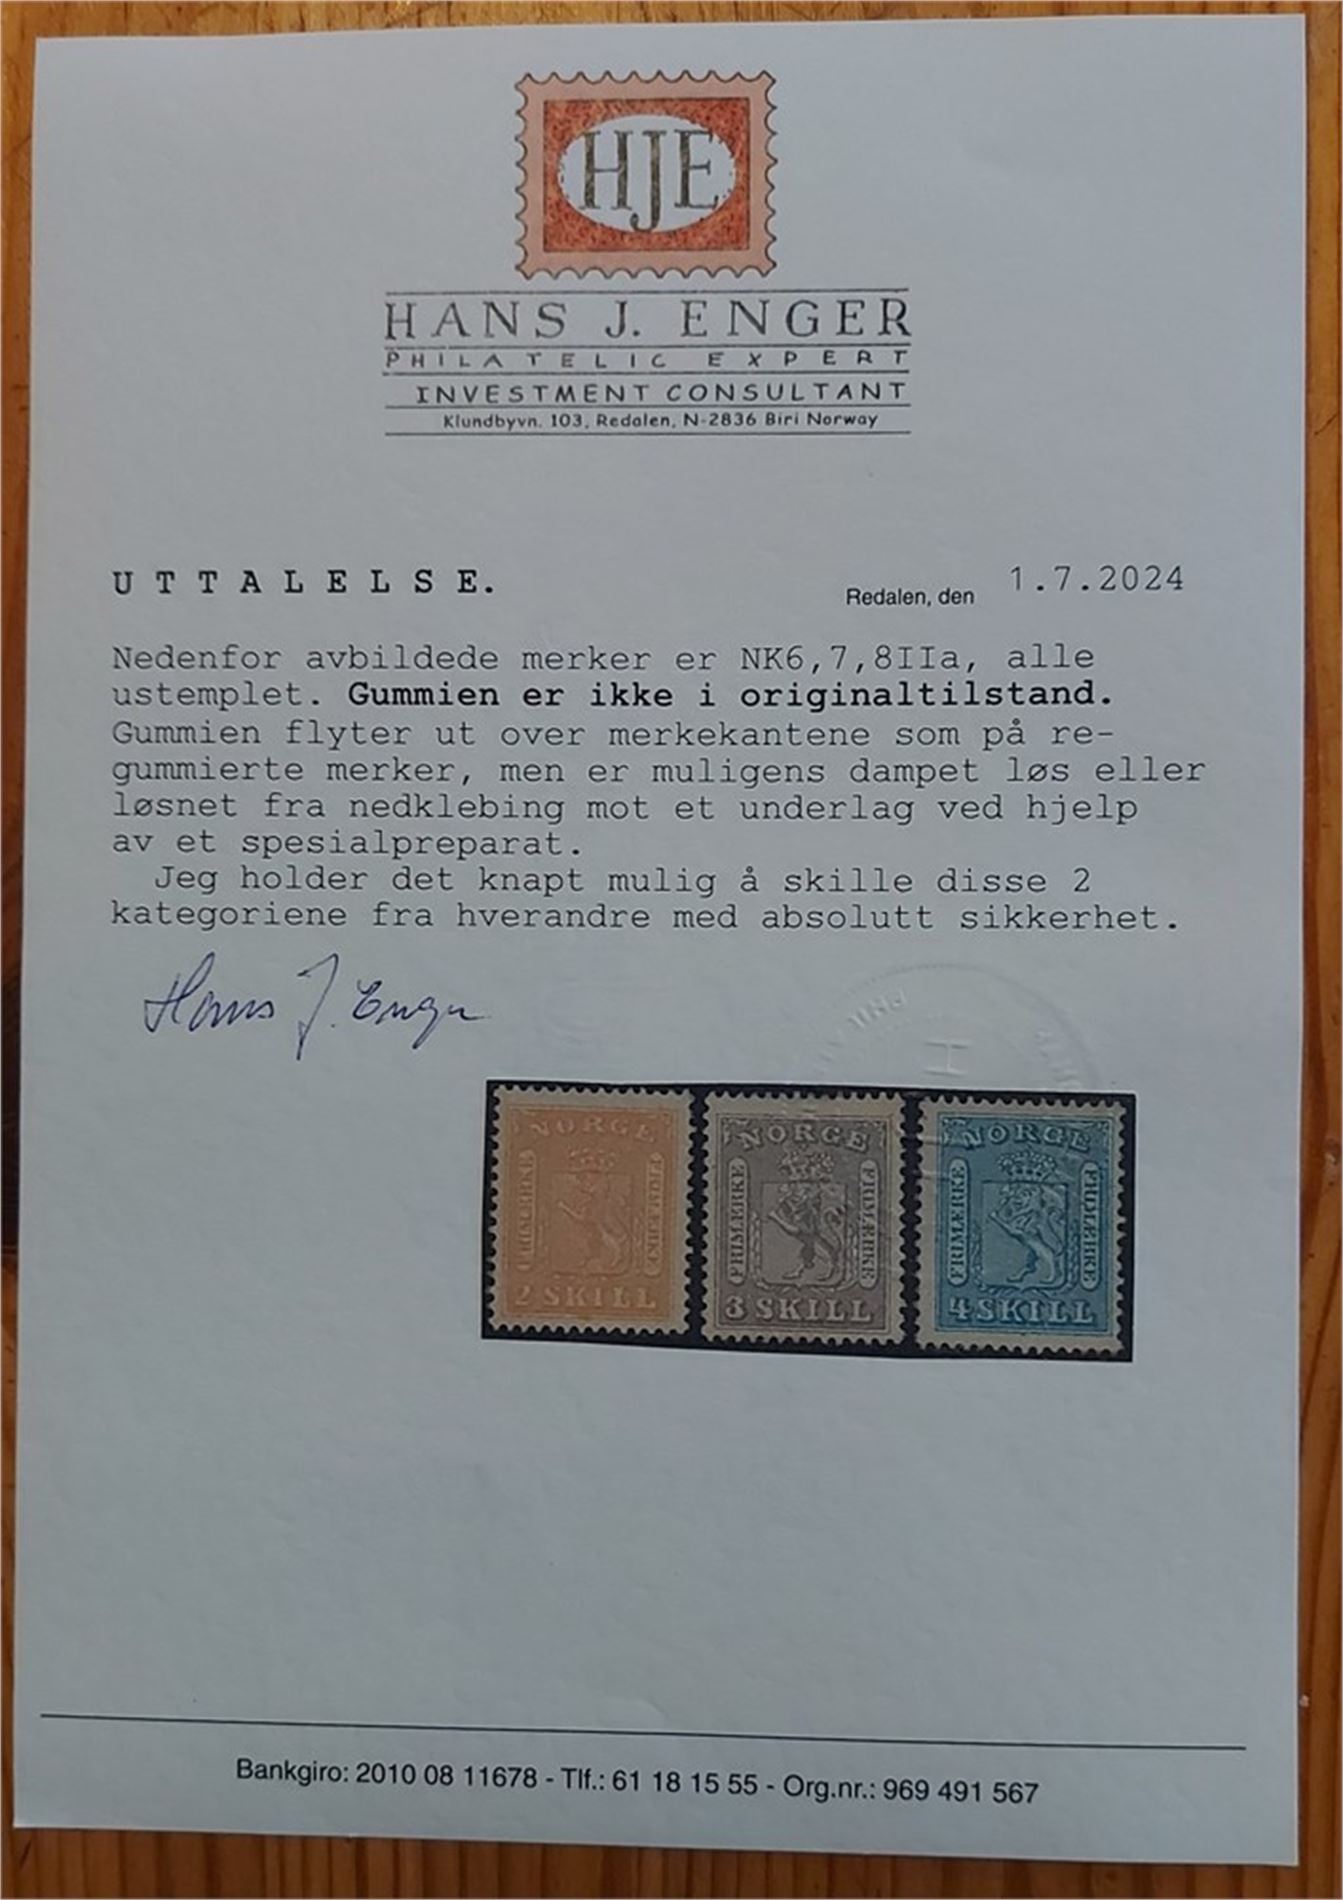 HJE
HANS J. ENGER
PHILATELIC EXPERT
INVESTMENT CONSULTANT
Klundbyvn. 103, Redalen, N-2836 Biri Norway
UTTALELSE.
Redalen, den 1.7.2024
Nedenfor avbildede merker er NK6,7,8IIa, alle
ustemplet. Gummien er ikke i originaltilstand.
Gummien flyter ut over merkekantene som på re-
gummierte merker, men er muligens dampet løs eller
løsnet fra nedklebing mot et underlag ved hjelp
av et spesialpreparat.
Jeg holder det knapt mulig å skille disse 2
kategoriene fra hverandre med absolutt sikkerhet.
Hans J. Enger
H
NORGE
FRIMÆRKE
FRIMÆRKE
2 SKILL
NORGE
FRIMÆRKE
FRIMÆRKE
3 SKILL
NORGE
FRIMÆRKE
FRIMÆRKE
4 SKILL
Bankgiro: 2010 08 11678 - Tlf.: 61 18 15 55 - Org.nr.: 969 491 567